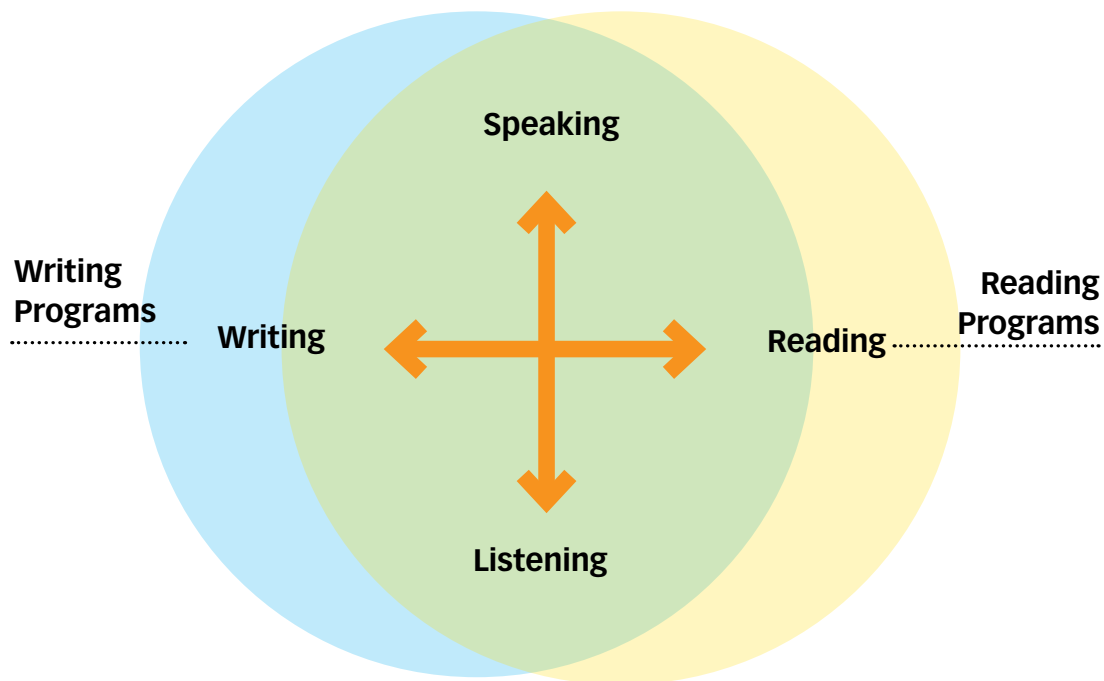 Speaking
Writing
Programs
Writing
Reading
Reading
Programs
Listening